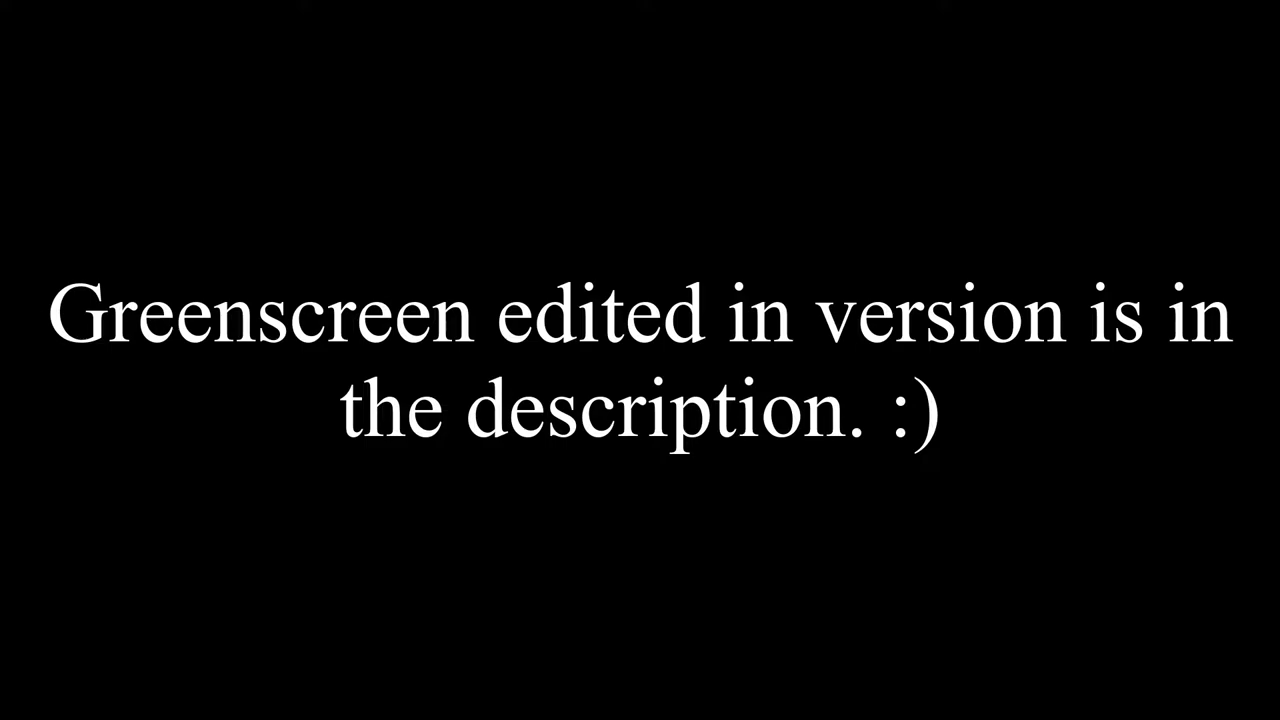 Greenscreen edited in version is in
the description. :)